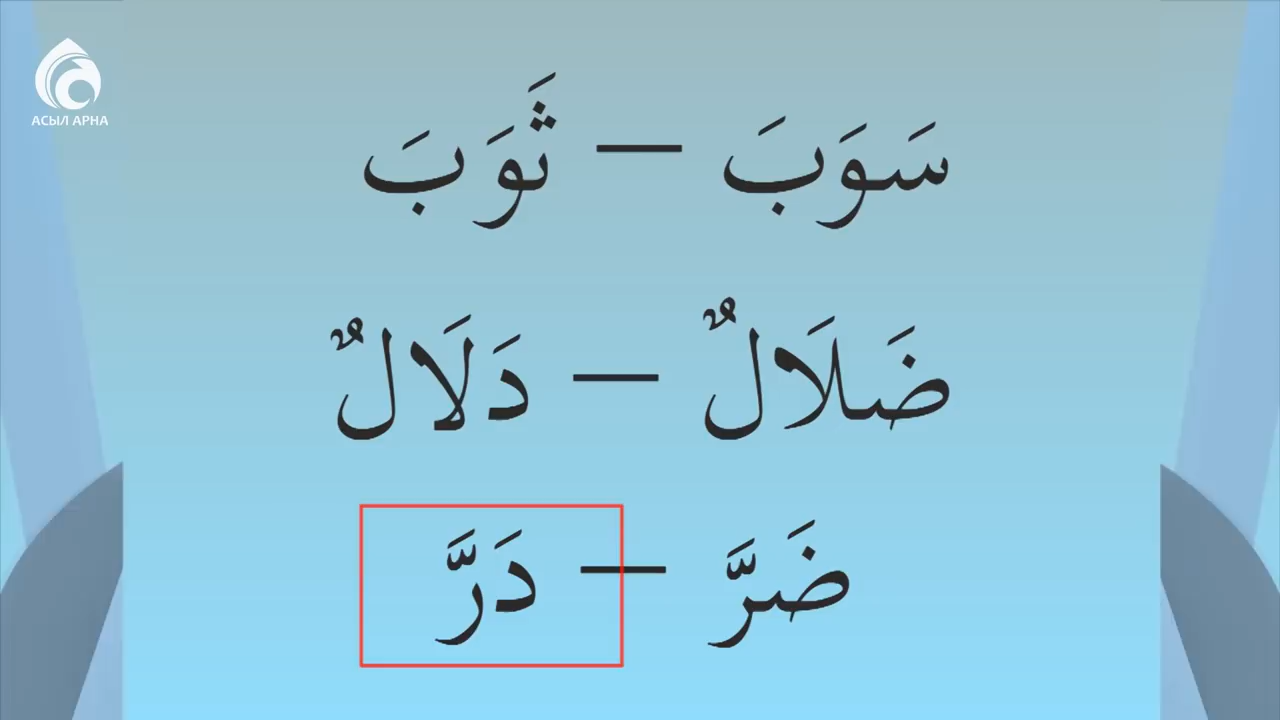 АСЫЛ АРНА
سَوَبَ — ثَوَبَ
ضَلَالٌ — دَلَالٌ
ضَرَّ — دَرَّ